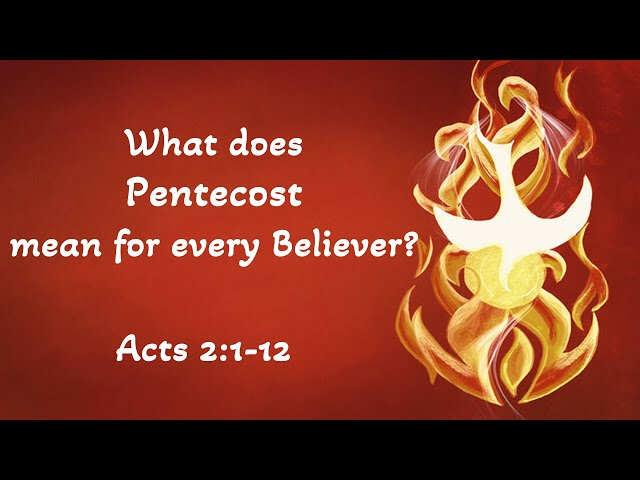 What does
Pentecost
mean for every Believer?
Acts 2:1-12